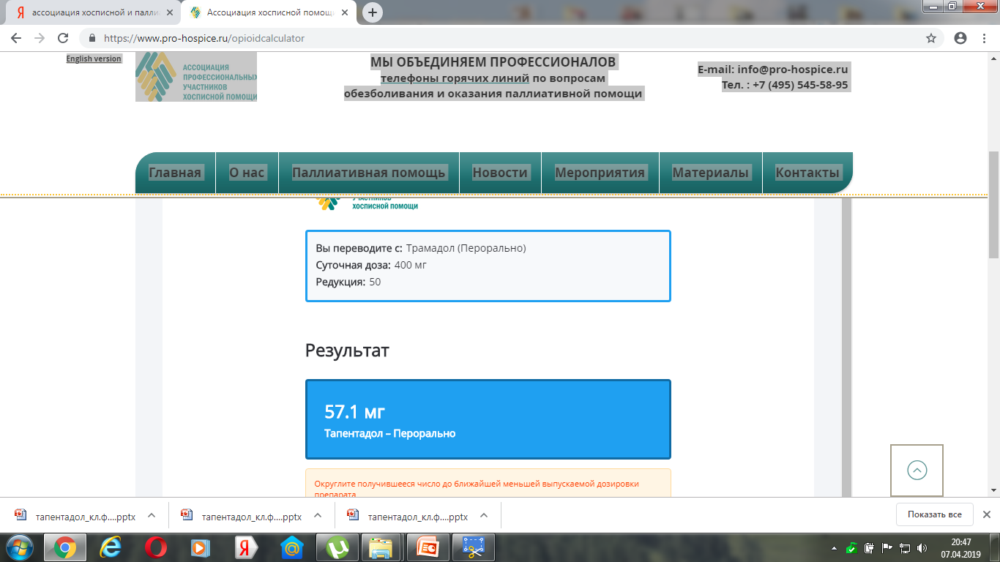 ассоциация хосписной и палли
Ассоциация хосписной помощи
https://www.pro-hospice.ru/opioidcalculator
English version
АССОЦИАЦИЯ
ПРОФЕССИОНАЛЬНЫХ
УЧАСТНИКОВ
ХОСПИСНОЙ ПОМОЩИ
МЫ ОБЪЕДИНЯЕМ ПРОФЕССИОНАЛОВ
телефоны горячих линий по вопросам
обезболивания и оказания паллиативной помощи
E-mail: info@pro-hospice.ru
Тел. : +7 (495) 545-58-95
Главная
О нас
Паллиативная помощь
Новости
Мероприятия
Материалы
Контакты
УЧАСТНИКОВ
ХОСПИСНОЙ ПОМОЩИ
Вы переводите с: Трамадол (Перорально)
Суточная доза: 400 мг
Редукция: 50
Результат
57.1 мг
Тапентадол – Перорально
Округлите получившееся число до ближайшей меньшей выпускаемой дозировки
препарата
тапентадол_кл.ф....pptx
тапентадол_кл.ф....pptx
тапентадол_кл.ф....pptx
Показать все
20:47
07.04.2019